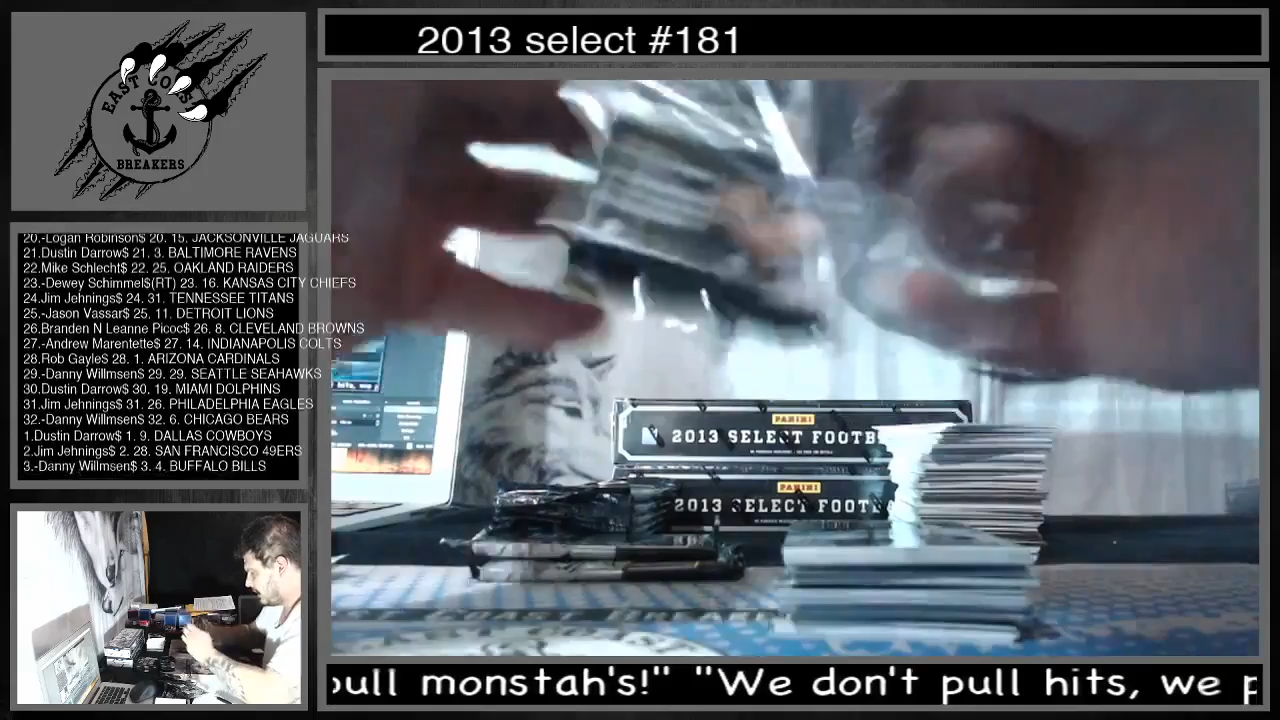 2013 select #181
EAST COAST
BREAKERS
20.-Logan Robinson$ 20. 15. JACKSONVILLE JAGUARS
21.Dustin Darrow$ 21. 3. BALTIMORE RAVENS
22.Mike Schlecht$ 22. 25. OAKLAND RAIDERS
23.-Dewey Schimmel$(RT) 23. 16. KANSAS CITY CHIEFS
24.Jim Jehnings$ 24. 31. TENNESSEE TITANS
25.-Jason Vassar$ 25. 11. DETROIT LIONS
26.Branden N Leanne Picoc$ 26. 8. CLEVELAND BROWNS
27.-Andrew Marentette$ 27. 14. INDIANAPOLIS COLTS
28.Rob Gayle$ 28. 1. ARIZONA CARDINALS
29.-Danny Willmsen$ 29. 29. SEATTLE SEAHAWKS
30.Dustin Darrow$ 30. 19. MIAMI DOLPHINS
31.Jim Jehnings$ 31. 26. PHILADELPHIA EAGLES
32.-Danny Willmsen$ 32. 6. CHICAGO BEARS
1.Dustin Darrow$ 1. 9. DALLAS COWBOYS
2.Jim Jehnings$ 2. 28. SAN FRANCISCO 49ERS
3.-Danny Willmsen$ 3. 4. BUFFALO BILLS
PANINI
2013 SELECT FOOTB
PANINI
2013 SELECT FOOTBA
pull monstah's!" "We don't pull hits, we p